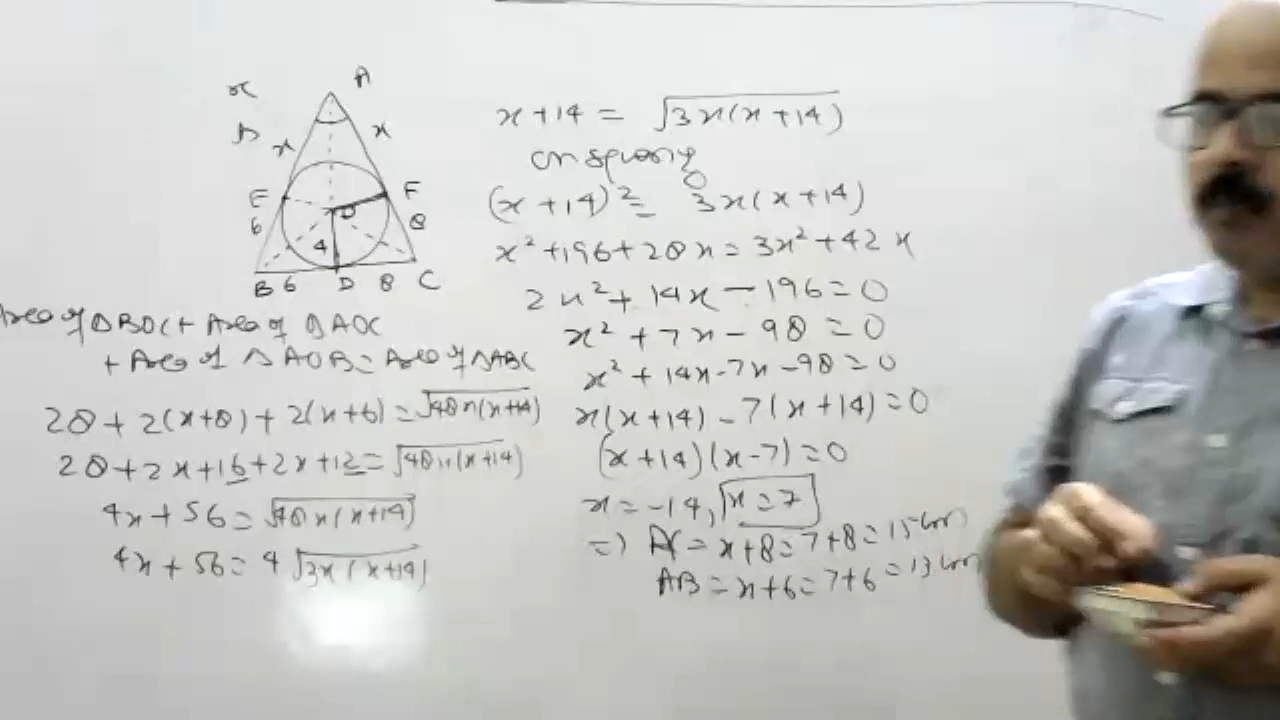 x
A
D
x x
E F
6 8
O
4
B 6 D 8 C
Area of ΔBOC + Area of ΔAOC
+ Area of ΔAOB = Area of ΔABC
28 + 2(x+8) + 2(x+6) = √48x(x+14)
28 + 2x + 16 + 2x + 12 = √48x(x+14)
4x + 56 = √48x(x+14)
4x + 56 = 4√3x(x+14)
x + 14 = √3x(x+14)
on squaring
(x+14)² = 3x(x+14)
x² + 196 + 28x = 3x² + 42x
2x² + 14x − 196 = 0
x² + 7x − 98 = 0
x² + 14x − 7x − 98 = 0
x(x+14) − 7(x+14) = 0
(x+14)(x−7) = 0
x = −14, x = 7
=> AC = x+8 = 7+8 = 15cm
AB = x+6 = 7+6 = 13cm